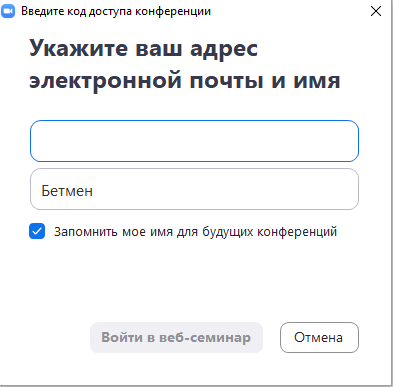 Введите код доступа конференции
Укажите ваш адрес
электронной почты и имя
Бетмен
Запомнить мое имя для будущих конференций
Войти в веб-семинар
Отмена